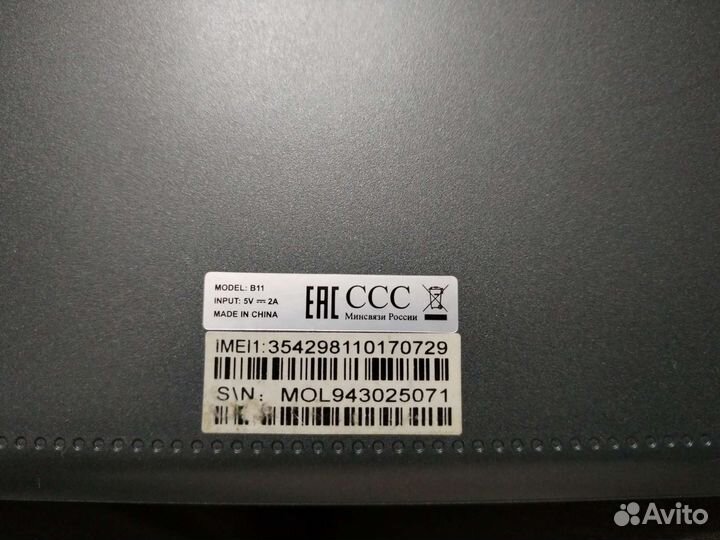 MODEL: B11
INPUT: 5V ⎓ 2A
MADE IN CHINA
EAC CCC
Минсвязи России
IMEI1:354298110170729
S\N: MOL943025071
Avito